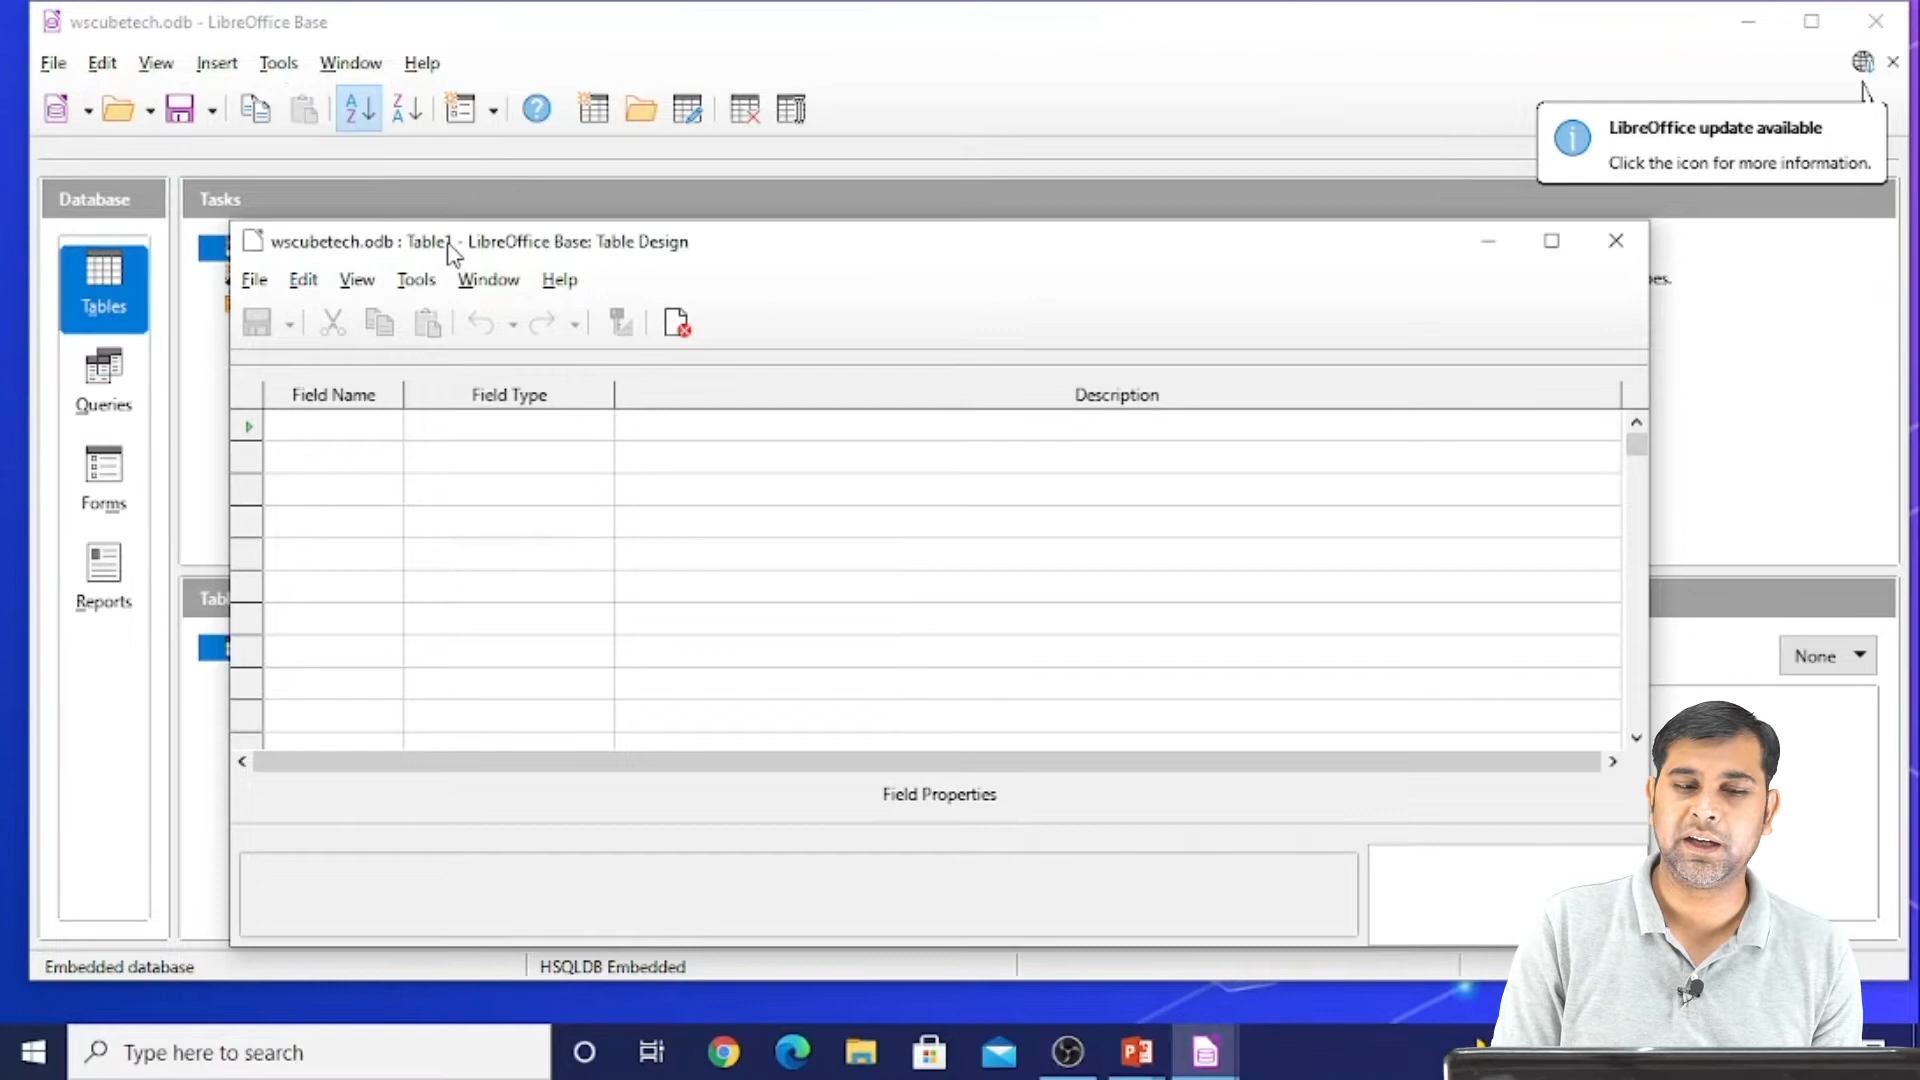 wscubetech.odb - LibreOffice Base
File Edit View Insert Tools Window Help
LibreOffice update available
Click the icon for more information.
Database
Tasks
wscubetech.odb : Table1 - LibreOffice Base: Table Design
File Edit View Tools Window Help
Tables
Queries
Forms
Reports
Field Name Field Type Description
None
Field Properties
Embedded database
HSQLDB Embedded
Type here to search